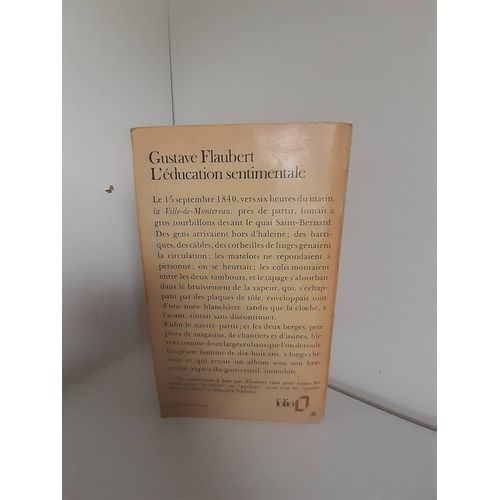 Gustave Flaubert
L'éducation sentimentale
Le 15 septembre 1840, vers six heures du matin,
la Ville-de-Montereau, près de partir, fumait à
gros tourbillons devant le quai Saint-Bernard.
Des gens arrivaient hors d'haleine; des barri-
ques, des câbles, des corbeilles de linges gênaient
la circulation; les matelots ne répondaient à
personne; on se heurtait; les colis montaient
entre les deux tambours, et le tapage s'absorbait
dans le bruissement de la vapeur, qui, s'échap-
pant par des plaques de tôle, enveloppait tout
d'une nuée blanchâtre, tandis que la cloche, à
l'avant, tintait sans discontinuer.
Enfin le navire partit; et les deux berges, peu-
plées de magasins, de chantiers et d'usines, filè-
rent comme deux larges rubans que l'on déroule.
Un jeune homme de dix-huit ans, à longs che-
veux et qui tenait un album sous son bras,
restait auprès du gouvernail, immobile.
folio